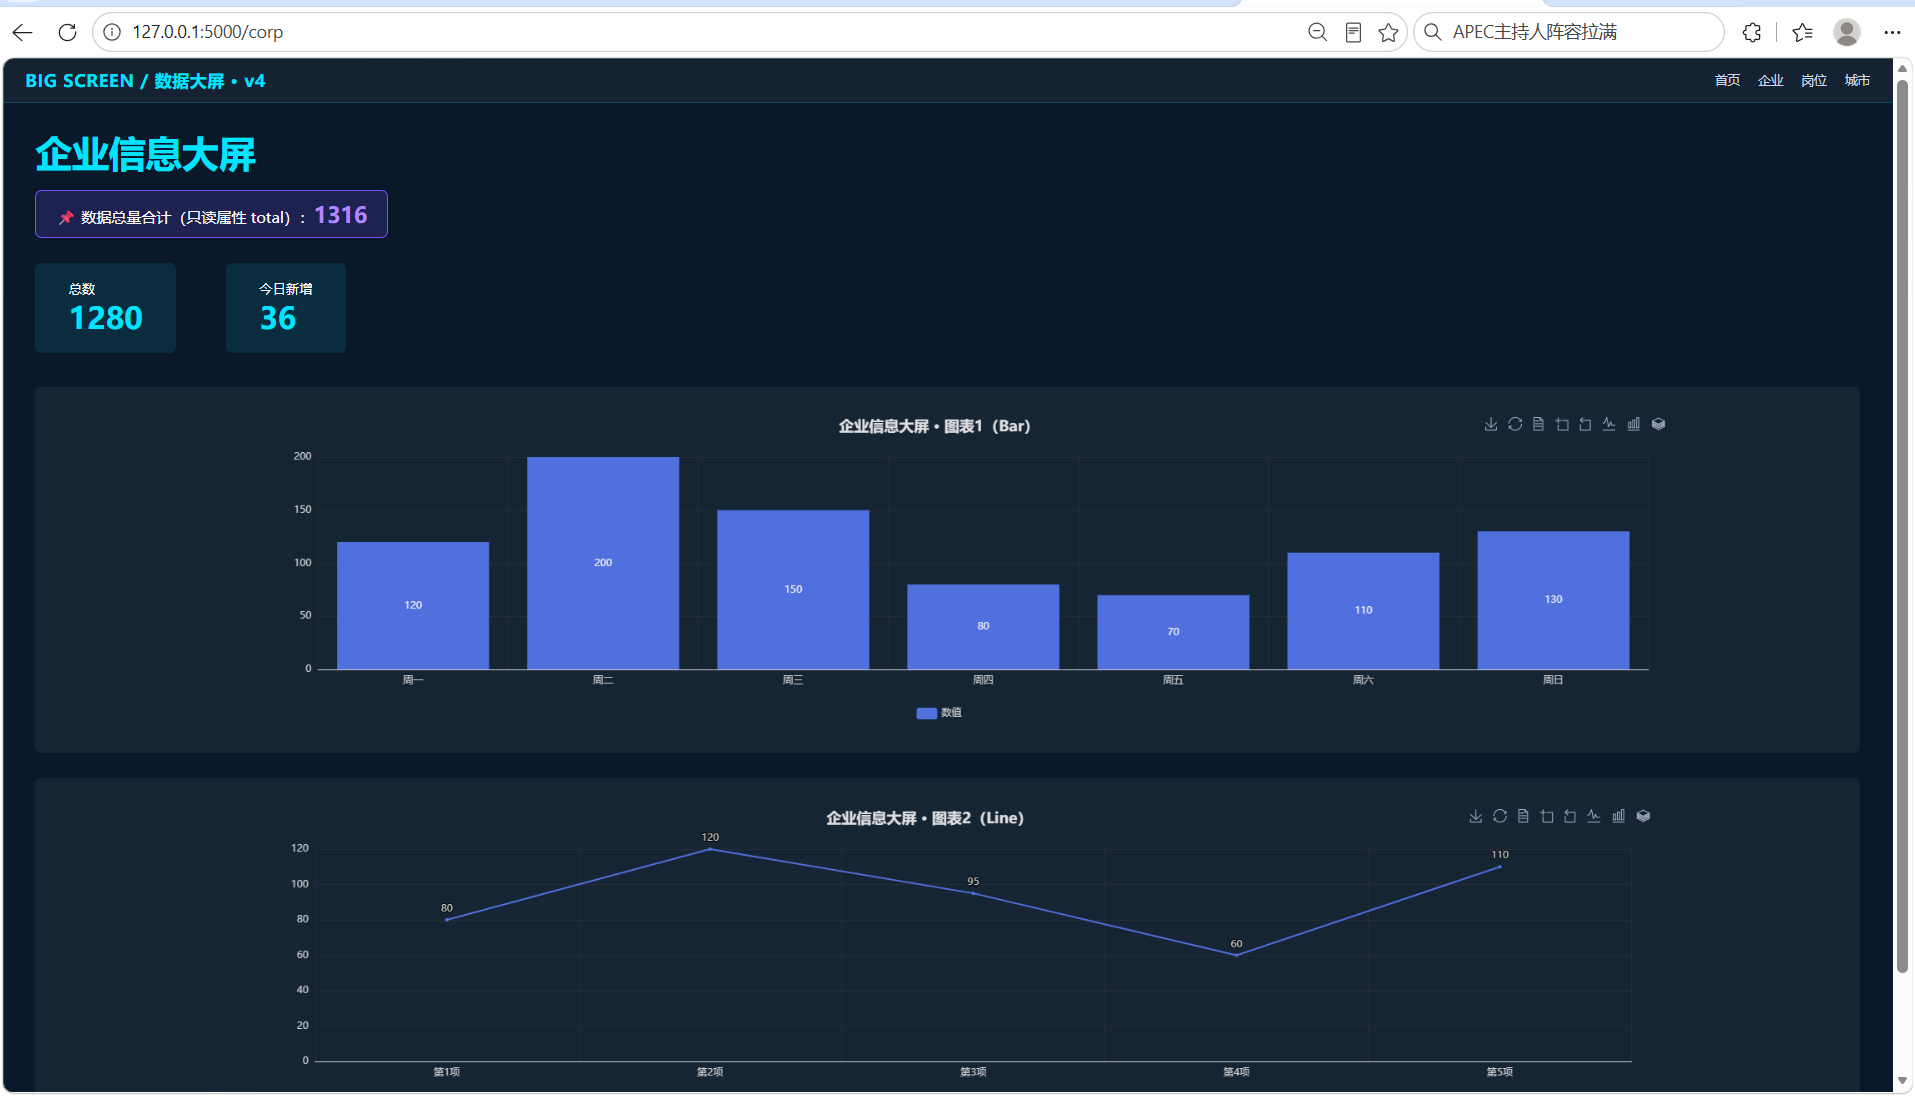 127.0.0.1:5000/corp
APEC主持人阵容拉满
BIG SCREEN / 数据大屏 • v4
首页 企业 岗位 城市
企业信息大屏
📌 数据总量合计（只读属性 total）： 1316
总数
1280
今日新增
36
企业信息大屏 • 图表1（Bar）
200
150
100
50
0
120
200
150
80
70
110
130
周一 周二 周三 周四 周五 周六 周日
数值
企业信息大屏 • 图表2（Line）
120
100
80
60
40
20
0
80
120
95
60
110
第1项 第2项 第3项 第4项 第5项